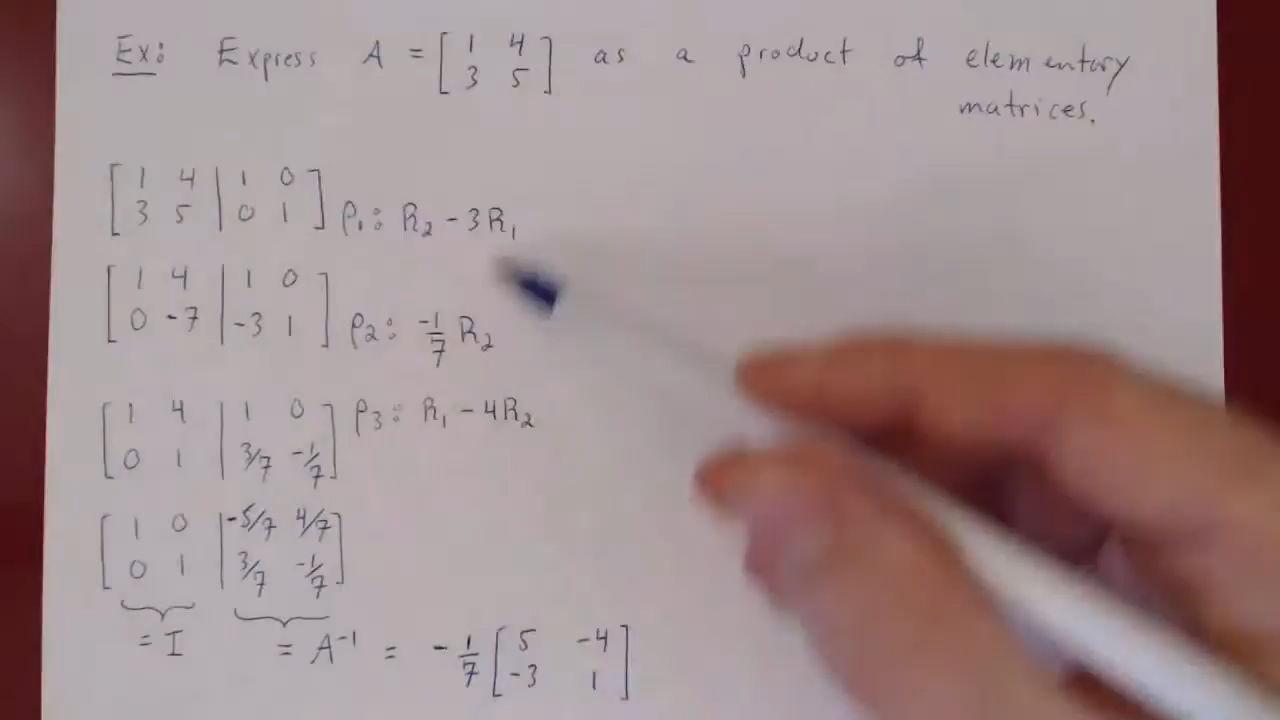 Ex: Express A = [ 1 4 ; 3 5 ] as a product of elementary
matrices.
[ 1 4 | 1 0 ; 3 5 | 0 1 ] ρ₁: R₂ - 3R₁
[ 1 4 | 1 0 ; 0 -7 | -3 1 ] ρ₂: -1/7 R₂
[ 1 4 | 1 0 ; 0 1 | 3/7 -1/7 ] ρ₃: R₁ - 4R₂
[ 1 0 | -5/7 4/7 ; 0 1 | 3/7 -1/7 ]
= I = A⁻¹ = - 1/7 [ 5 -4 ; -3 1 ]